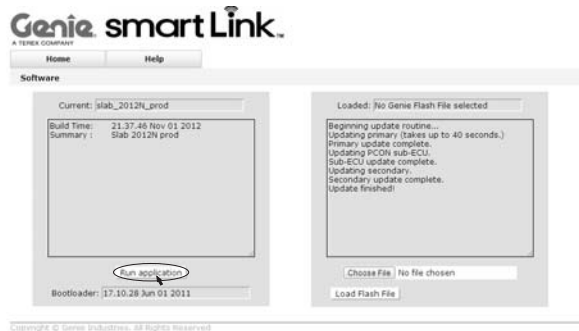 Genie smartLink™
A TEREX COMPANY
Home Help
Software
Current: slab_2012N_prod
Build Time: 21.37.46 Nov 01 2012
Summary : Slab 2012N prod
Run application
Bootloader: 17.10.28 Jun 01 2011
Loaded: No Genie Flash File selected
Beginning update routine...
Updating primary (takes up to 40 seconds.)
Primary update complete.
Updating PCON sub-ECU.
Sub-ECU update complete.
Updating secondary.
Secondary update complete.
Update finished!
Choose File No file chosen
Load Flash File
Copyright © Genie Industries. All Rights Reserved